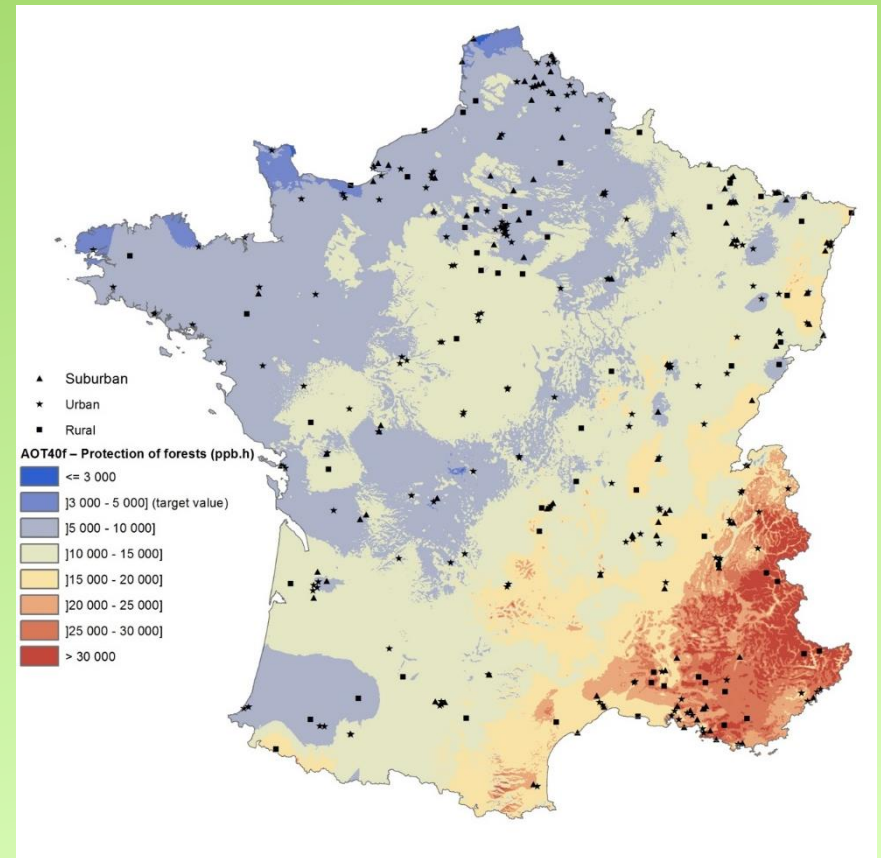 Suburban
Urban
Rural
AOT40f – Protection of forests (ppb.h)
<= 3 000
]3 000 - 5 000] (target value)
]5 000 - 10 000]
]10 000 - 15 000]
]15 000 - 20 000]
]20 000 - 25 000]
]25 000 - 30 000]
> 30 000